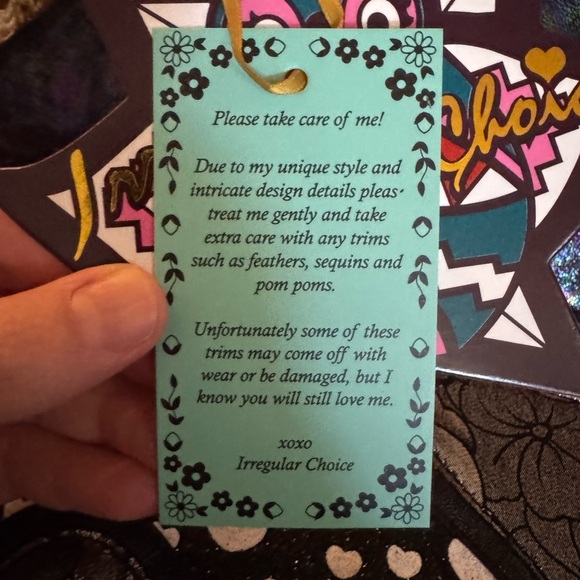 Please take care of me!
Due to my unique style and
intricate design details pleas
treat me gently and take
extra care with any trims
such as feathers, sequins and
pom poms.
Unfortunately some of these
trims may come off with
wear or be damaged, but I
know you will still love me.
xoxo
Irregular Choice
Choic